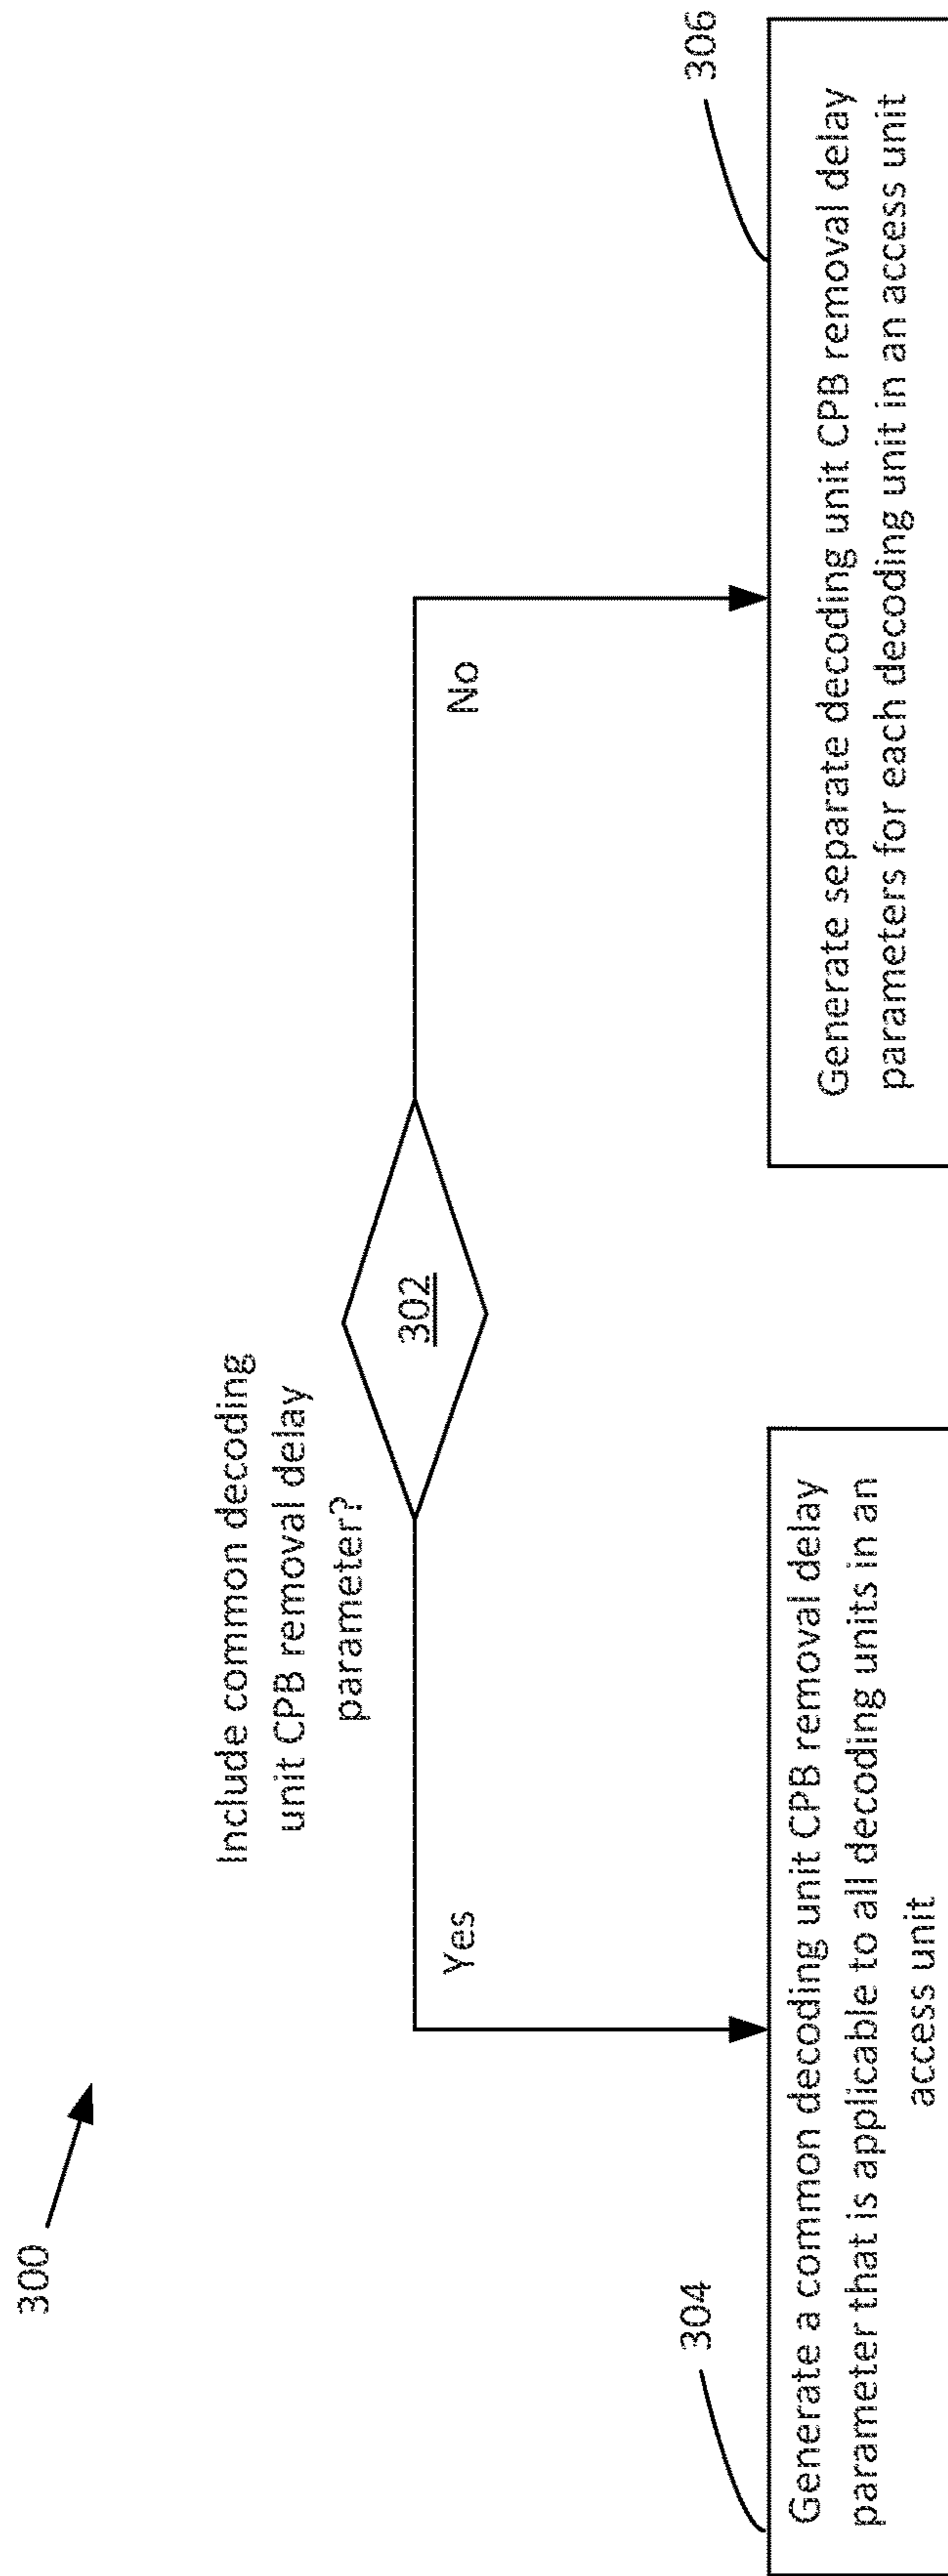 300
Include common decoding
unit CPB removal delay
parameter?
302
Yes
No
304
Generate a common decoding unit CPB removal delay
parameter that is applicable to all decoding units in an
access unit
306
Generate separate decoding unit CPB removal delay
parameters for each decoding unit in an access unit